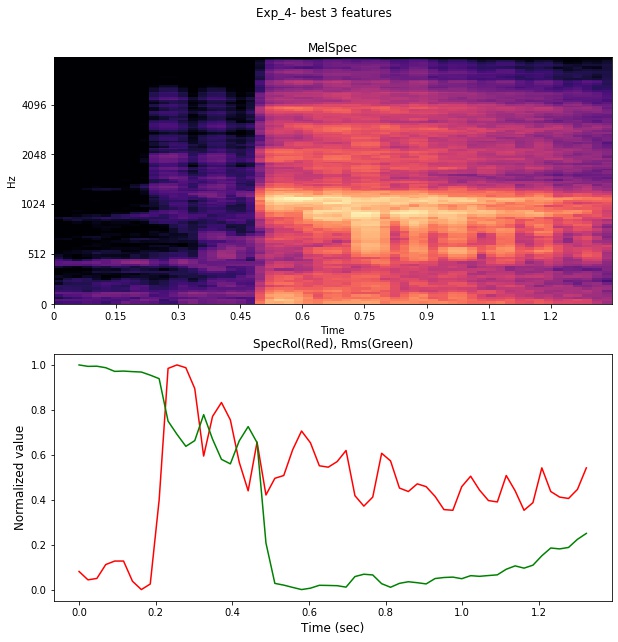 Exp_4- best 3 features
MelSpec
4096
2048
1024
512
0
Hz
0 0.15 0.3 0.45 0.6 0.75 0.9 1.1 1.2
Time
SpecRol(Red), Rms(Green)
1.0
0.8
0.6
0.4
0.2
0.0
Normalized value
0.0 0.2 0.4 0.6 0.8 1.0 1.2
Time (sec)